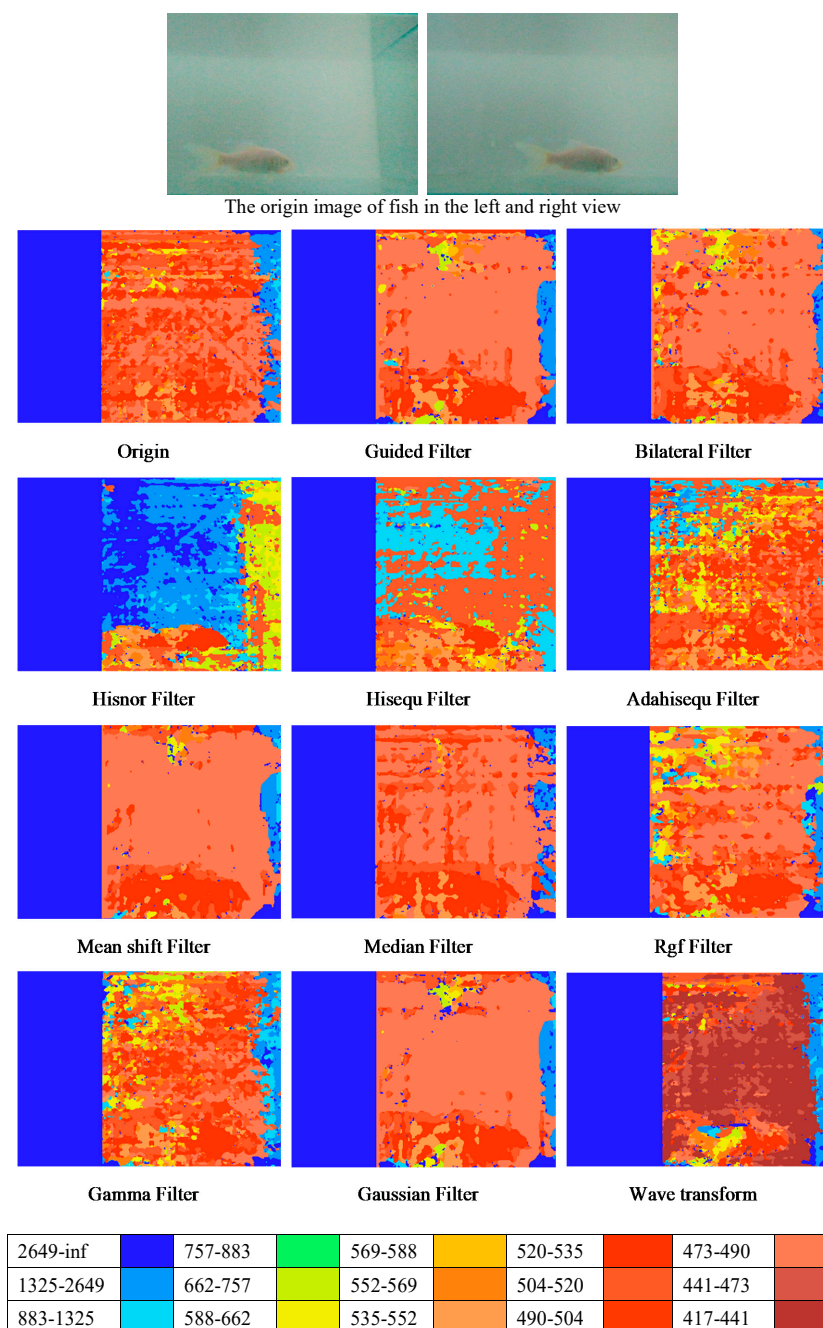 The origin image of fish in the left and right view
Origin Guided Filter Bilateral Filter
Hisnor Filter Hisequ Filter Adahisequ Filter
Mean shift Filter Median Filter Rgf Filter
Gamma Filter Gaussian Filter Wave transform
2649-inf 757-883 569-588 520-535 473-490
1325-2649 662-757 552-569 504-520 441-473
883-1325 588-662 535-552 490-504 417-441